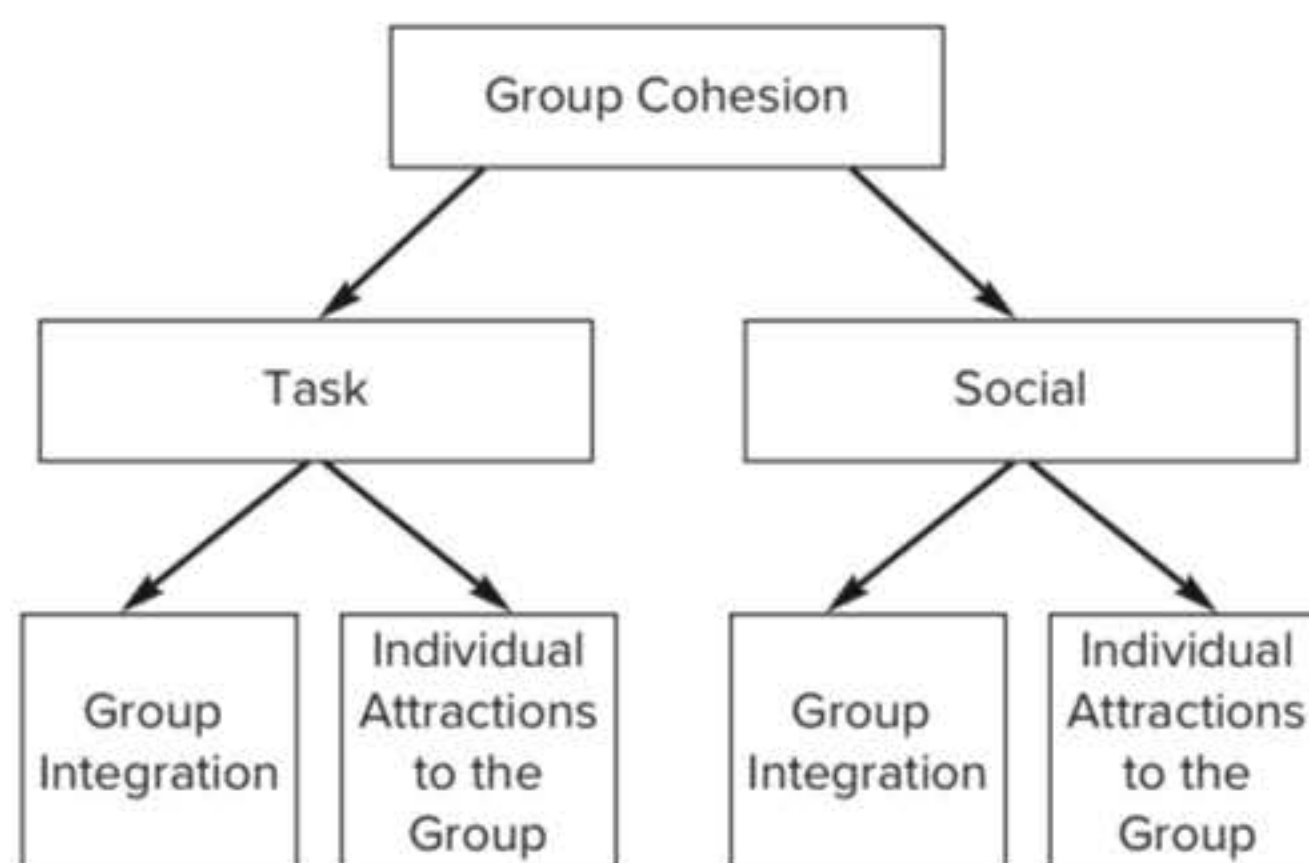 Group Cohesion
Task
Social
Group
Integration
Individual
Attractions
to the
Group
Group
Integration
Individual
Attractions
to the
Group